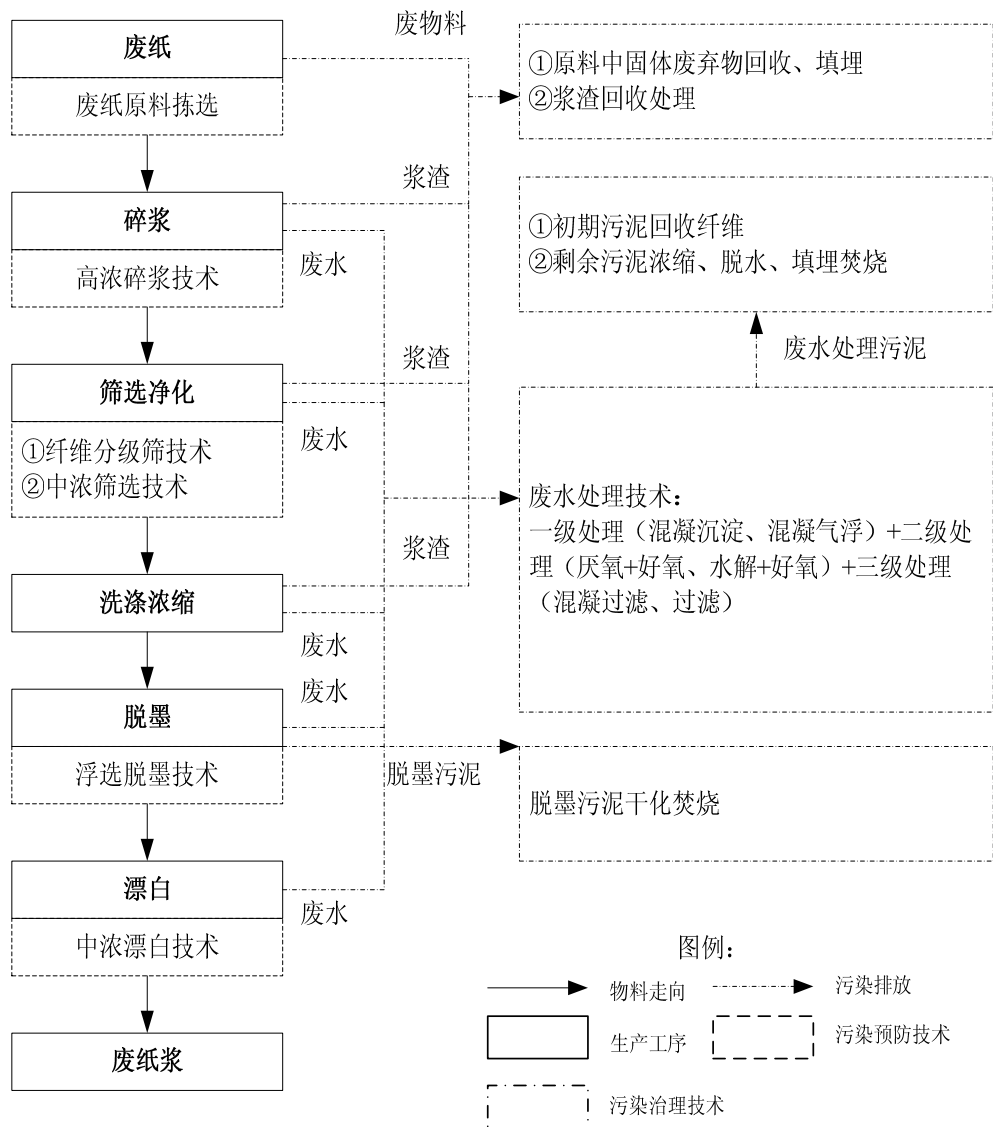 废物料
废纸
废纸原料拣选
①原料中固体废弃物回收、填埋
②浆渣回收处理
浆渣
碎浆
高浓碎浆技术
废水
①初期污泥回收纤维
②剩余污泥浓缩、脱水、填埋焚烧
废水处理污泥
浆渣
筛选净化
①纤维分级筛技术
②中浓筛选技术
废水
废水处理技术：
一级处理（混凝沉淀、混凝气浮）+二级处
理（厌氧+好氧、水解+好氧）+三级处理
（混凝过滤、过滤）
浆渣
洗涤浓缩
废水
废水
脱墨
浮选脱墨技术
脱墨污泥
脱墨污泥干化焚烧
漂白
中浓漂白技术
废水
废纸浆
图例：
物料走向
污染排放
生产工序
污染预防技术
污染治理技术